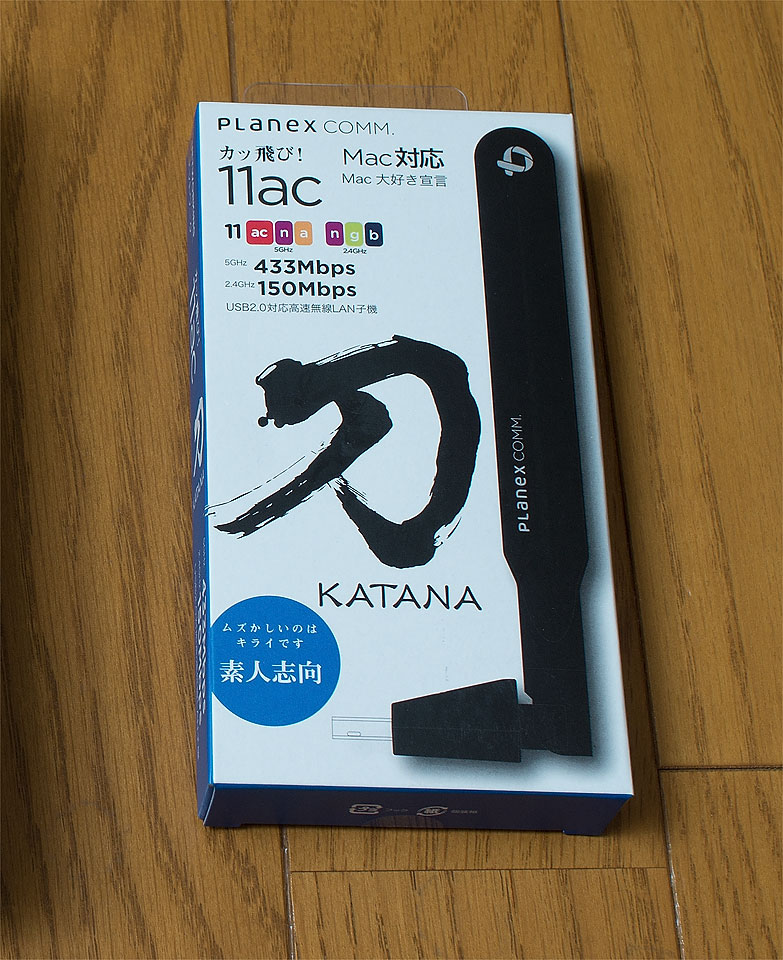 PLANEX COMM.
カッ飛び!
11ac
Mac対応
Mac 大好き宣言
11 ac n a n g b
5GHz 2.4GHz
5GHz 433Mbps
2.4GHz 150Mbps
USB2.0対応高速無線LAN子機
刀
KATANA
PLANEX COMM.
ムズかしいのは
キライです
素人志向